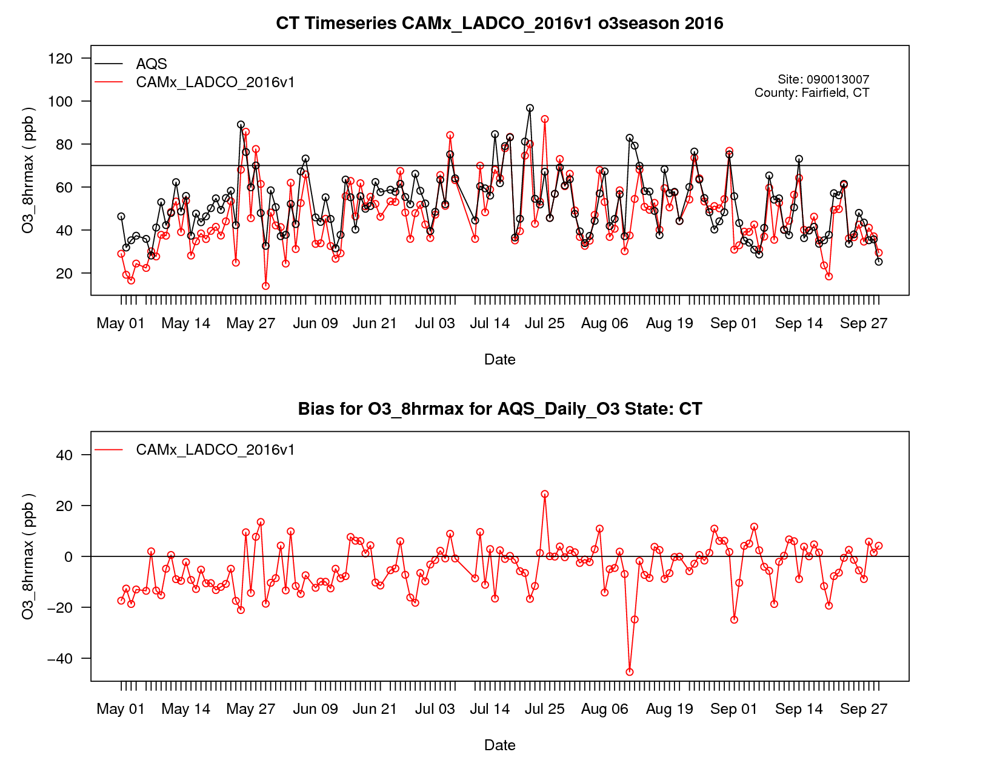 CT Timeseries CAMx_LADCO_2016v1 o3season 2016
120
100
80
60
40
20
O3_8hrmax ( ppb )
AQS
CAMx_LADCO_2016v1
Site: 090013007
County: Fairfield, CT
May 01 May 14 May 27 Jun 09 Jun 21 Jul 03 Jul 14 Jul 25 Aug 06 Aug 19 Sep 01 Sep 14 Sep 27
Date
Bias for O3_8hrmax for AQS_Daily_O3 State: CT
40
20
0
−20
−40
O3_8hrmax ( ppb )
CAMx_LADCO_2016v1
May 01 May 14 May 27 Jun 09 Jun 21 Jul 03 Jul 14 Jul 25 Aug 06 Aug 19 Sep 01 Sep 14 Sep 27
Date